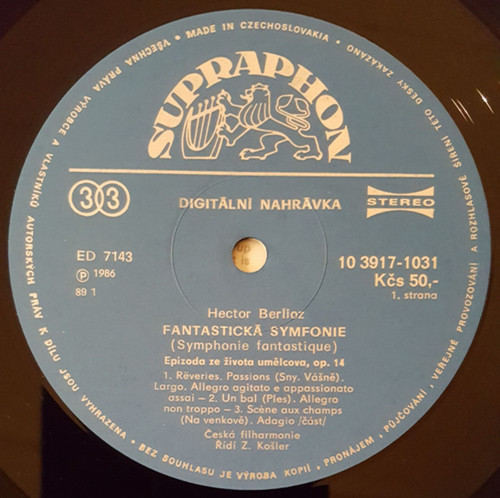 VŠECHNA PRÁVA VÝROBCE A VLASTNÍKŮ AUTORSKÝCH PRÁV K DÍLU JSOU VYHRAZENA • BEZ SOUHLASU JE VÝROBA KOPIÍ, PRONÁJEM, PŮJČOVÁNÍ, VEŘEJNÉ PROVOZOVÁNÍ A ROZHLASOVÉ ŠÍŘENÍ TÉTO DESKY ZAKÁZÁNO • MADE IN CZECHOSLOVAKIA •
SUPRAPHON
33
DIGITÁLNÍ NAHRÁVKA
STEREO
ED 7143
℗ 1986
89 1
10 3917-1031
Kčs 50,-
1. strana
Hector Berlioz
FANTASTICKÁ SYMFONIE
(Symphonie fantastique)
Epizoda ze života umělcova, op. 14
1. Rêveries. Passions (Sny. Vášně).
Largo. Allegro agitato e appassionato
assai – 2. Un bal (Ples). Allegro
non troppo – 3. Scène aux champs
(Na venkově). Adagio /část/
Česká filharmonie
Řídí Z. Košler